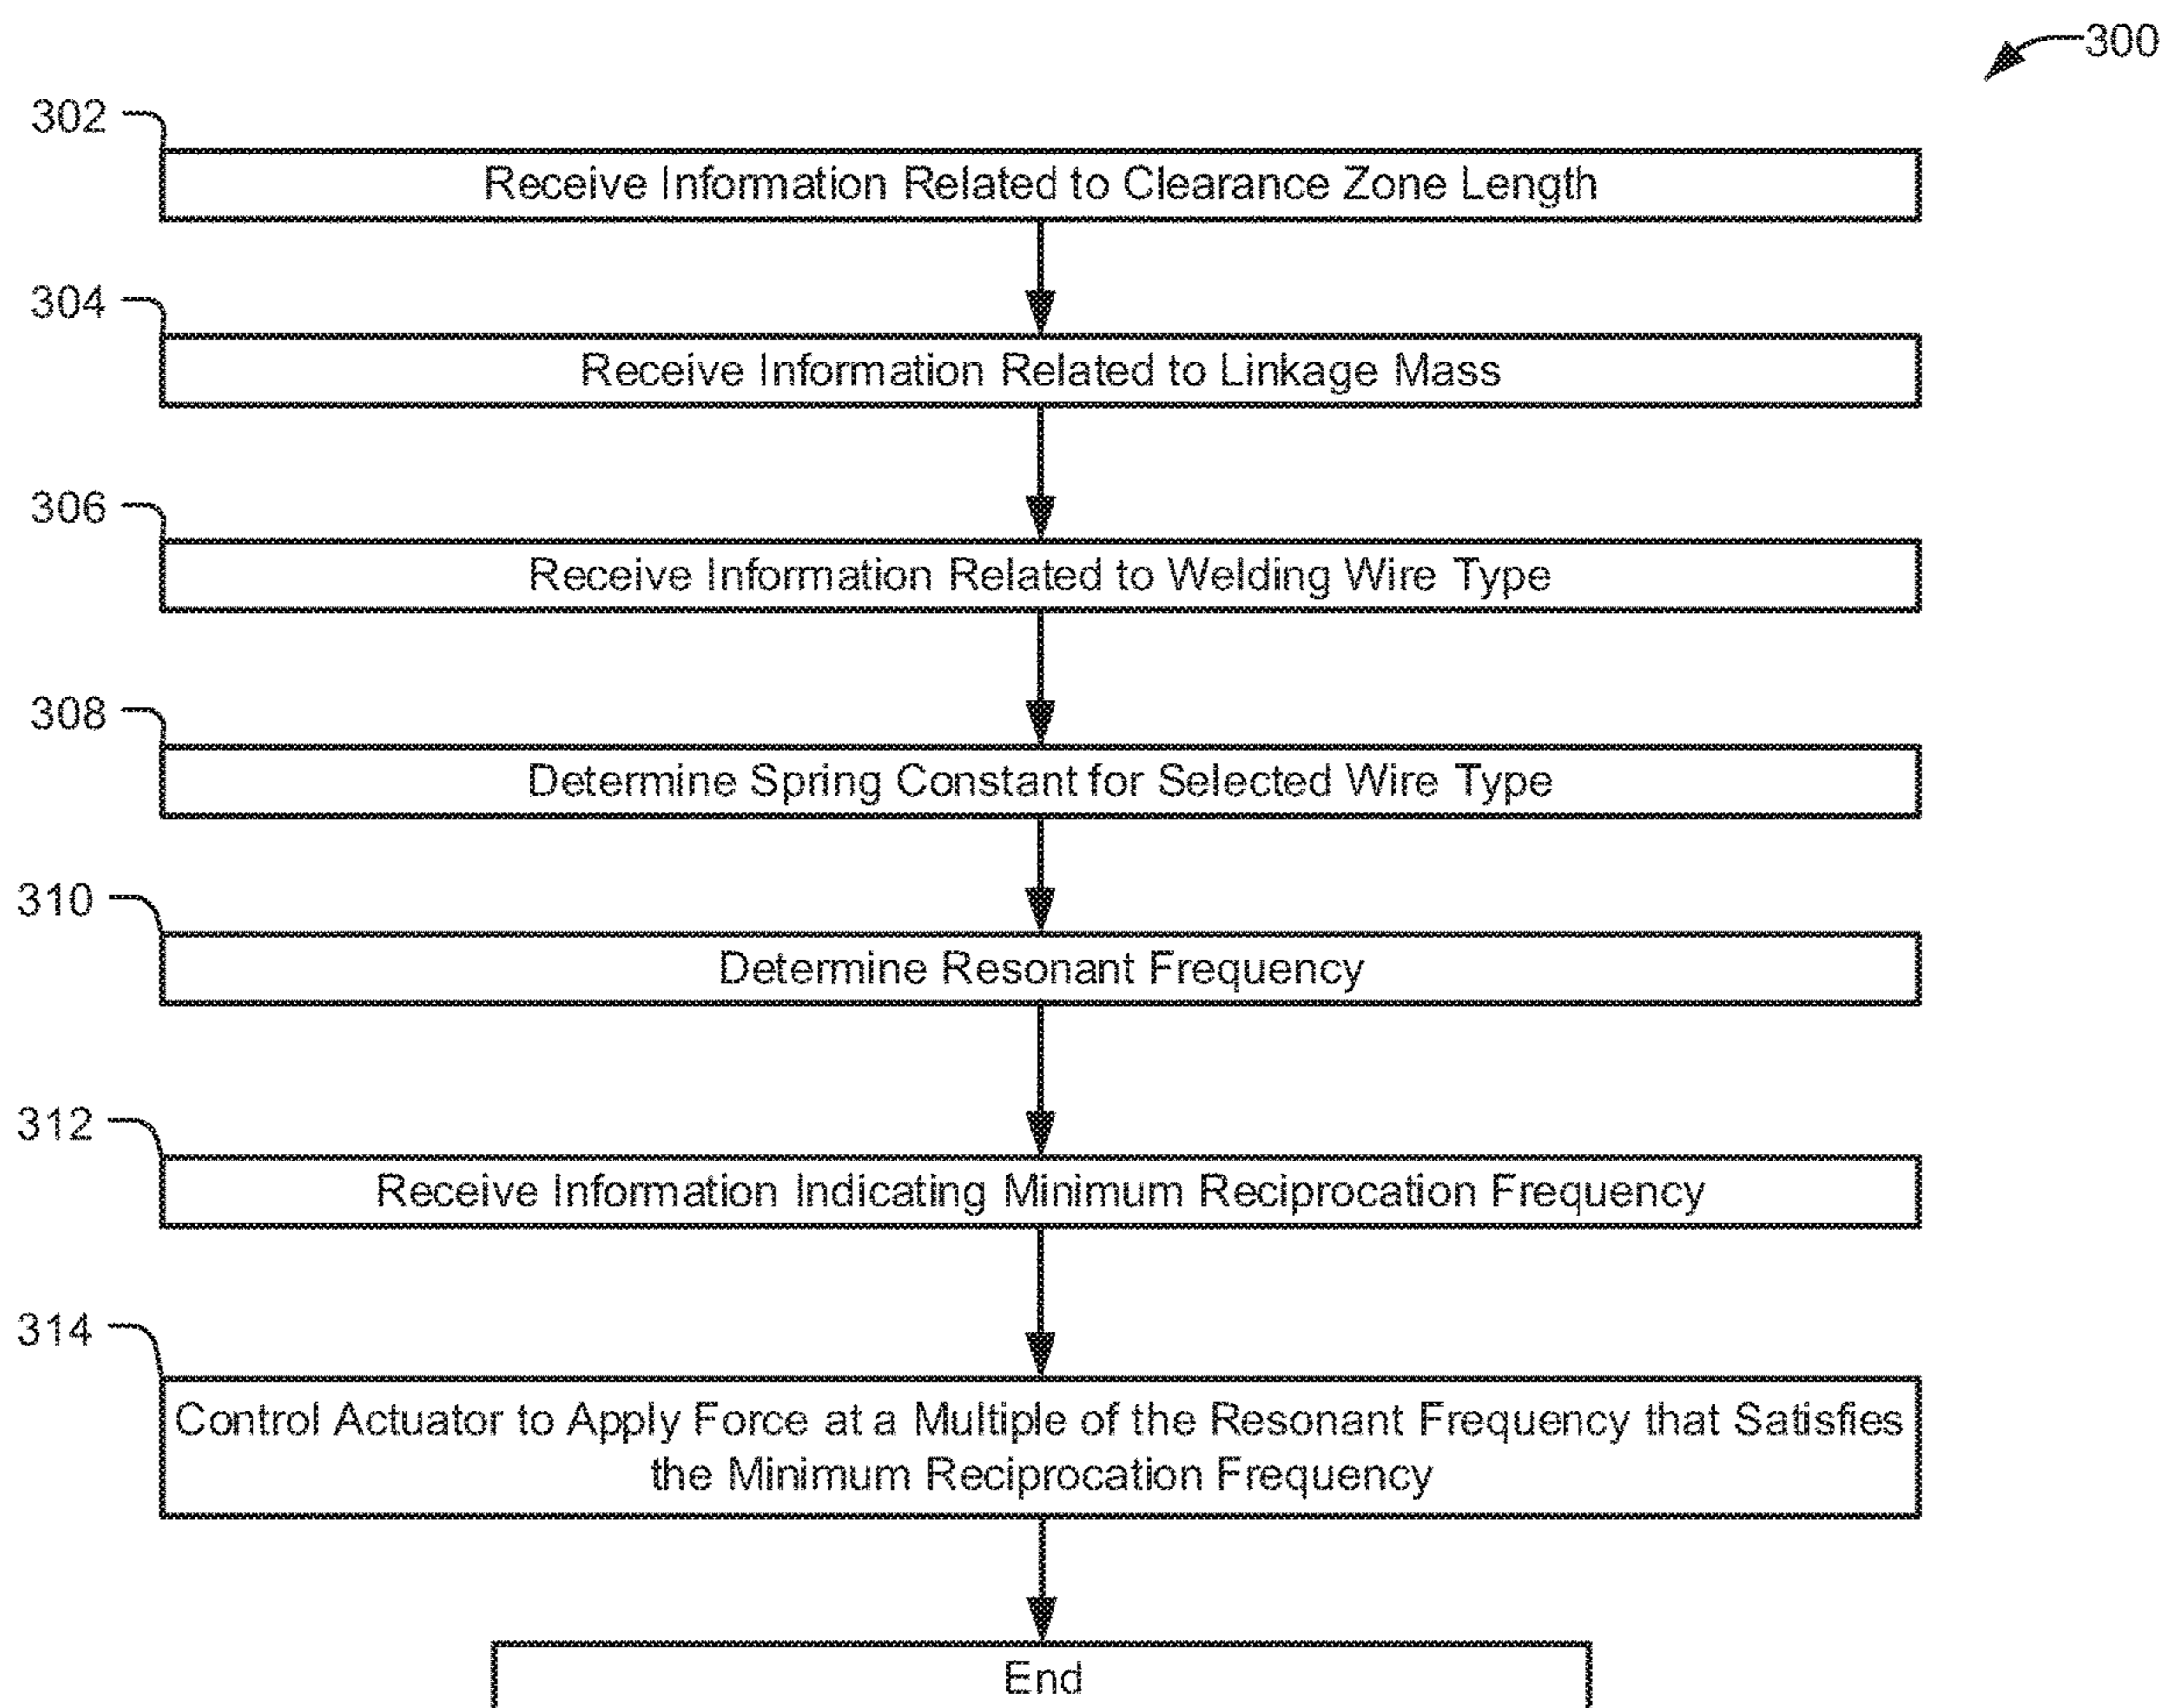 300
302
Receive Information Related to Clearance Zone Length
304
Receive Information Related to Linkage Mass
306
Receive Information Related to Welding Wire Type
308
Determine Spring Constant for Selected Wire Type
310
Determine Resonant Frequency
312
Receive Information Indicating Minimum Reciprocation Frequency
314
Control Actuator to Apply Force at a Multiple of the Resonant Frequency that Satisfies
the Minimum Reciprocation Frequency
End